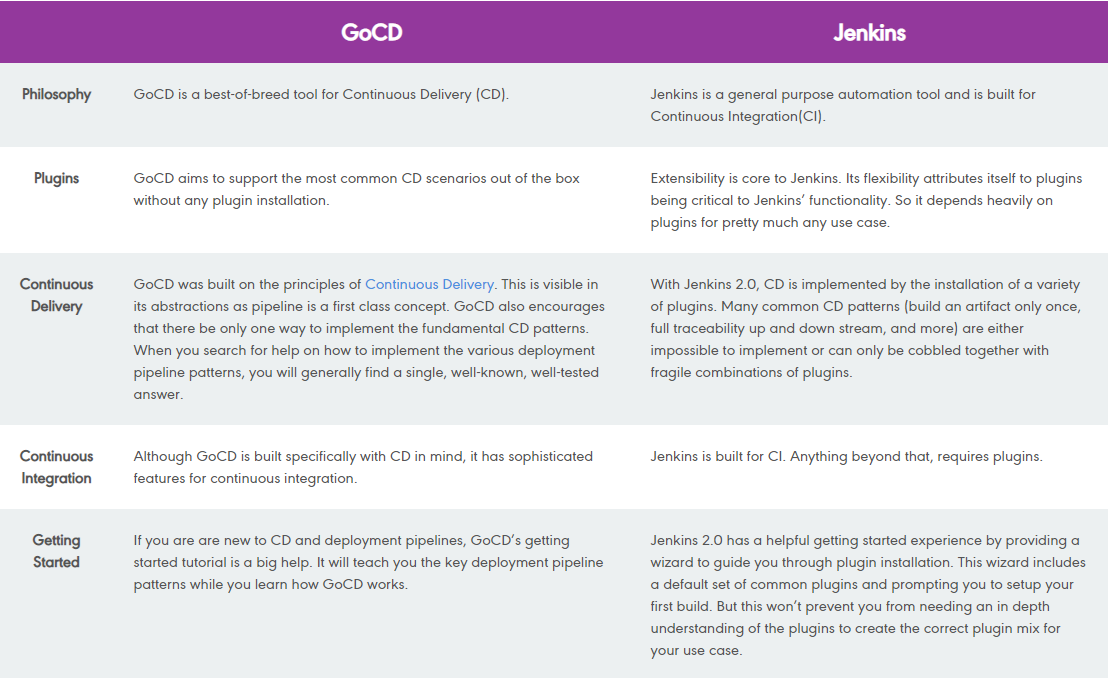 GoCD
Jenkins
Philosophy
GoCD is a best-of-breed tool for Continuous Delivery (CD).
Jenkins is a general purpose automation tool and is built for
Continuous Integration(CI).
Plugins
GoCD aims to support the most common CD scenarios out of the box
without any plugin installation.
Extensibility is core to Jenkins. Its flexibility attributes itself to plugins
being critical to Jenkins’ functionality. So it depends heavily on
plugins for pretty much any use case.
Continuous
Delivery
GoCD was built on the principles of Continuous Delivery. This is visible in
its abstractions as pipeline is a first class concept. GoCD also encourages
that there be only one way to implement the fundamental CD patterns.
When you search for help on how to implement the various deployment
pipeline patterns, you will generally find a single, well-known, well-tested
answer.
With Jenkins 2.0, CD is implemented by the installation of a variety
of plugins. Many common CD patterns (build an artifact only once,
full traceability up and down stream, and more) are either
impossible to implement or can only be cobbled together with
fragile combinations of plugins.
Continuous
Integration
Although GoCD is built specifically with CD in mind, it has sophisticated
features for continuous integration.
Jenkins is built for CI. Anything beyond that, requires plugins.
Getting
Started
If you are are new to CD and deployment pipelines, GoCD’s getting
started tutorial is a big help. It will teach you the key deployment pipeline
patterns while you learn how GoCD works.
Jenkins 2.0 has a helpful getting started experience by providing a
wizard to guide you through plugin installation. This wizard includes
a default set of common plugins and prompting you to setup your
first build. But this won’t prevent you from needing an in depth
understanding of the plugins to create the correct plugin mix for
your use case.